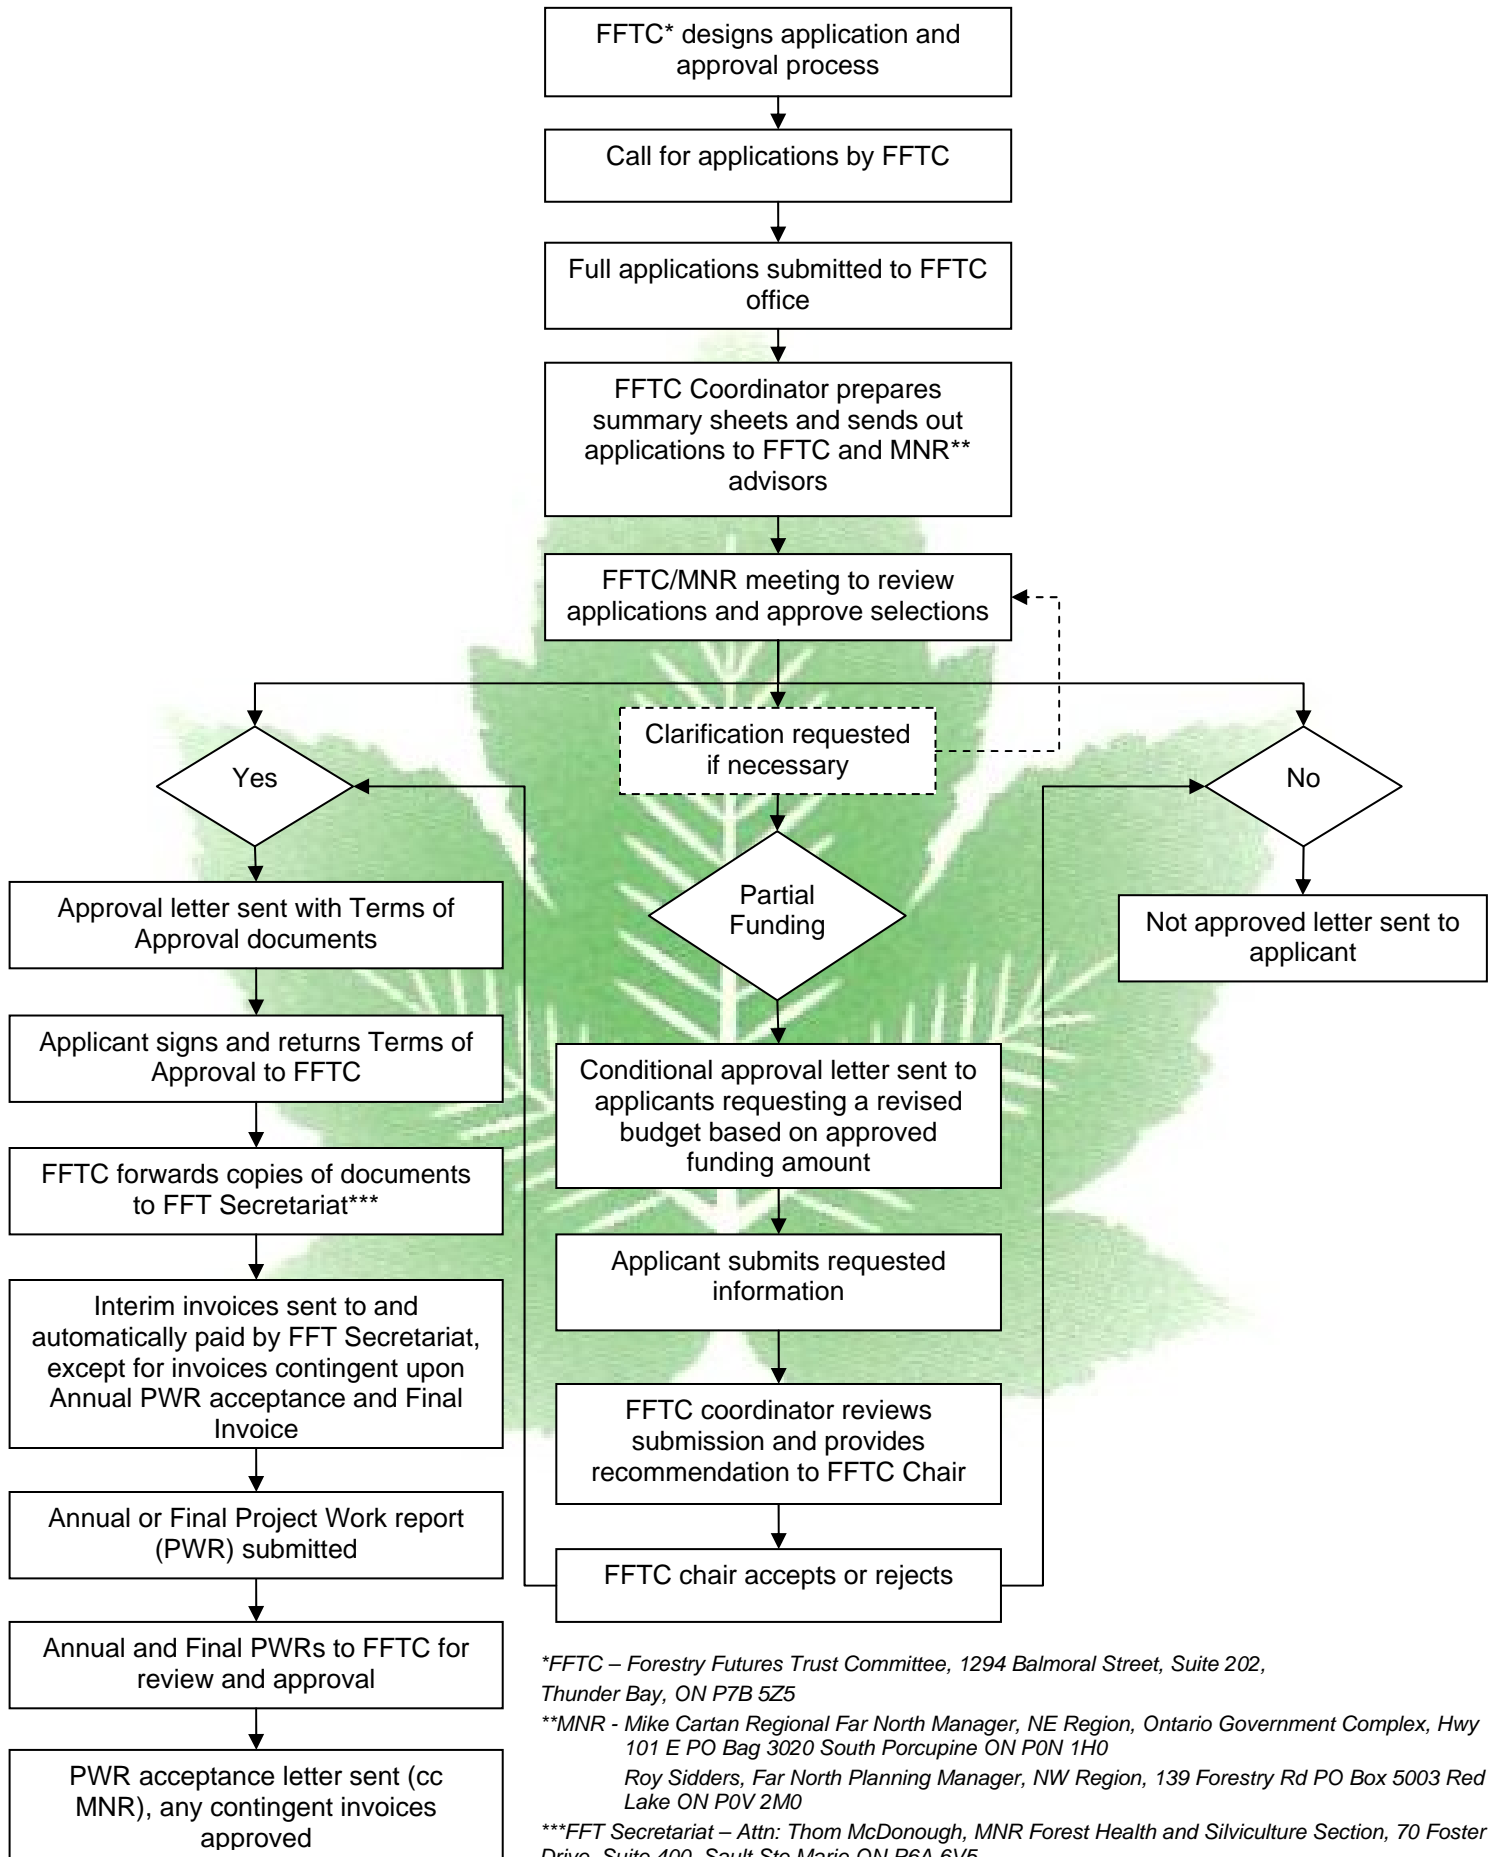 FFTC* designs application and
approval process
Call for applications by FFTC
Full applications submitted to FFTC
office
FFTC Coordinator prepares
summary sheets and sends out
applications to FFTC and MNR**
advisors
FFTC/MNR meeting to review
applications and approve selections
Yes
Clarification requested
if necessary
No
Approval letter sent with Terms of
Approval documents
Partial
Funding
Not approved letter sent to
applicant
Applicant signs and returns Terms of
Approval to FFTC
FFTC forwards copies of documents
to FFT Secretariat***
Interim invoices sent to and
automatically paid by FFT Secretariat,
except for invoices contingent upon
Annual PWR acceptance and Final
Invoice
Annual or Final Project Work report
(PWR) submitted
Annual and Final PWRs to FFTC for
review and approval
PWR acceptance letter sent (cc
MNR), any contingent invoices
approved
Conditional approval letter sent to
applicants requesting a revised
budget based on approved
funding amount
Applicant submits requested
information
FFTC coordinator reviews
submission and provides
recommendation to FFTC Chair
FFTC chair accepts or rejects
*FFTC – Forestry Futures Trust Committee, 1294 Balmoral Street, Suite 202,
Thunder Bay, ON P7B 5Z5
**MNR - Mike Cartan Regional Far North Manager, NE Region, Ontario Government Complex, Hwy
101 E PO Bag 3020 South Porcupine ON P0N 1H0
Roy Sidders, Far North Planning Manager, NW Region, 139 Forestry Rd PO Box 5003 Red
Lake ON P0V 2M0
***FFT Secretariat – Attn: Thom McDonough, MNR Forest Health and Silviculture Section, 70 Foster
Drive, Suite 400, Sault Ste Marie ON P6A 6V5